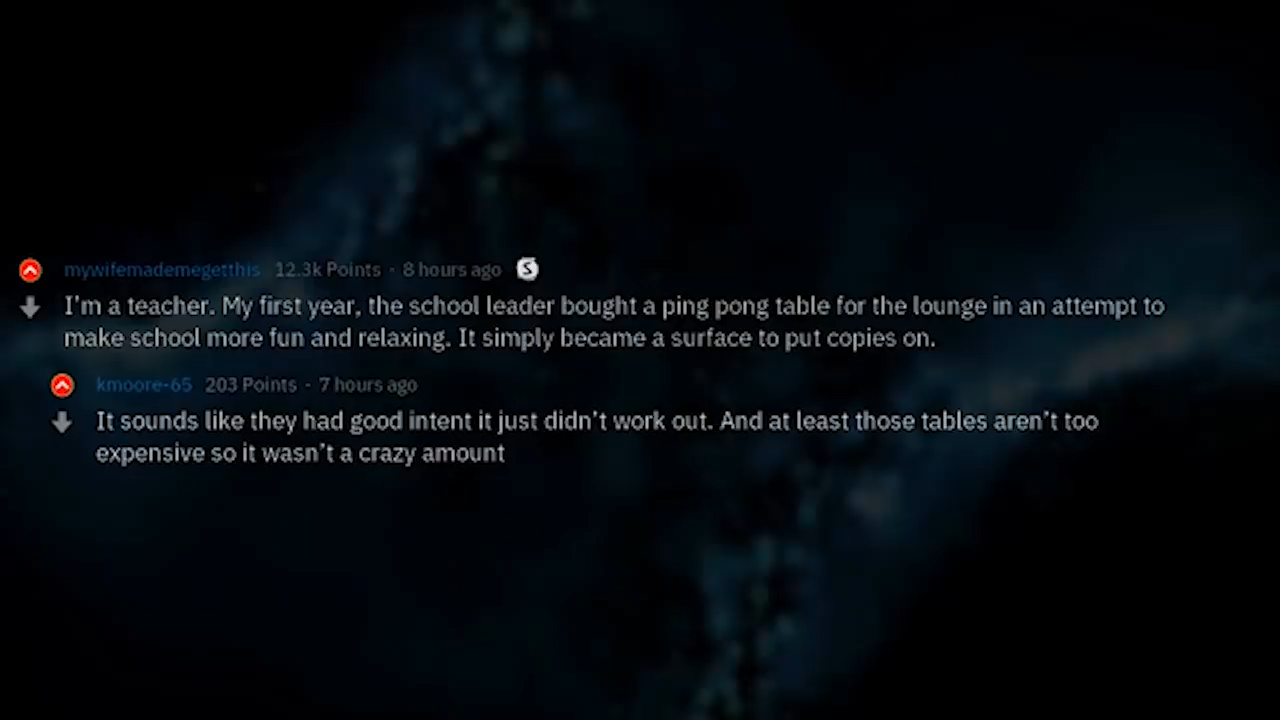 mywifemademegetthis 12.3k Points · 8 hours ago S
I'm a teacher. My first year, the school leader bought a ping pong table for the lounge in an attempt to
make school more fun and relaxing. It simply became a surface to put copies on.
kmoore-65 203 Points · 7 hours ago
It sounds like they had good intent it just didn't work out. And at least those tables aren't too
expensive so it wasn't a crazy amount